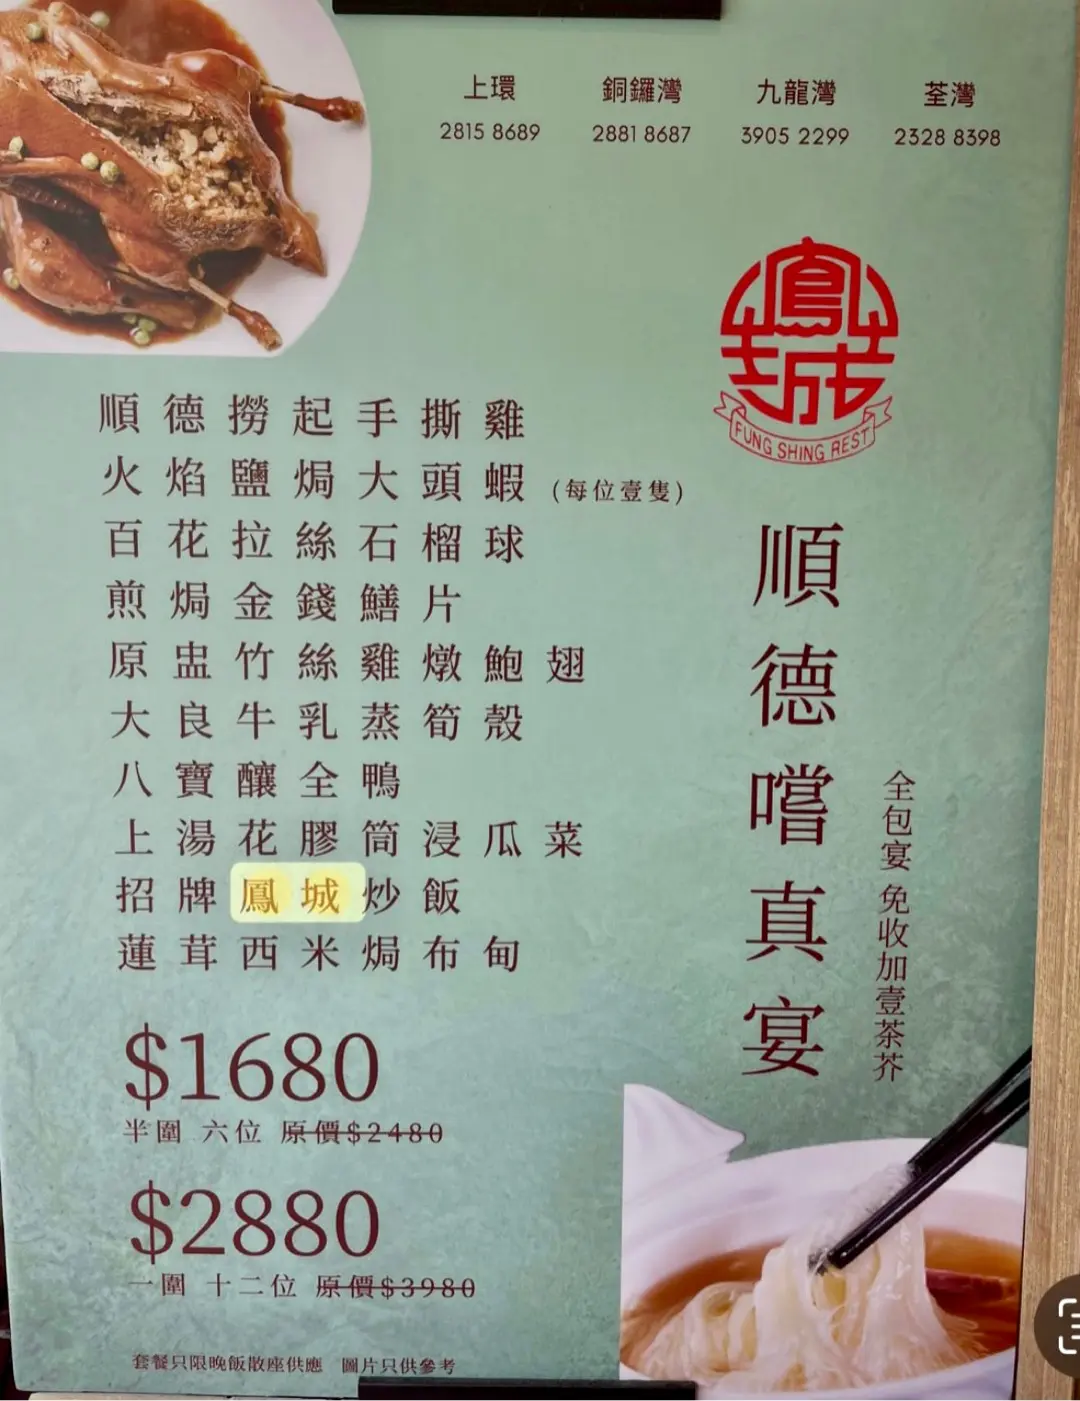 上環 銅鑼灣 九龍灣 荃灣
2815 8689 2881 8687 3905 2299 2328 8398
鳳城
FUNG SHING REST
順德嚐真宴
全包宴 免收加壹茶芥
順德撈起手撕雞
火焰鹽焗大頭蝦 (每位壹隻)
百花拉絲石榴球
煎焗金錢鱔片
原盅竹絲雞燉鮑翅
大良牛乳蒸筍殼
八寶釀全鴨
上湯花膠筒浸瓜菜
招牌鳳城炒飯
蓮茸西米焗布甸
$1680
半圍 六位 原價$2480
$2880
一圍 十二位 原價$3980
套餐只限晚飯散座供應 圖片只供參考